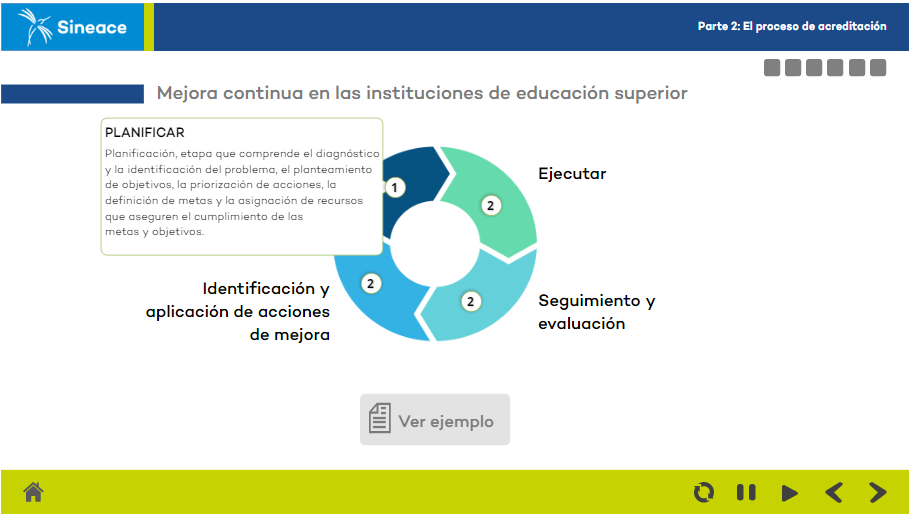 Sineace
Parte 2: El proceso de acreditación
Mejora continua en las instituciones de educación superior
PLANIFICAR
Planificación, etapa que comprende el diagnóstico
y la identificación del problema, el planteamiento
de objetivos, la priorización de acciones, la
definición de metas y la asignación de recursos
que aseguren el cumplimiento de las
metas y objetivos.
1
2
Ejecutar
2
2
Identificación y
aplicación de acciones
de mejora
Seguimiento y
evaluación
Ver ejemplo